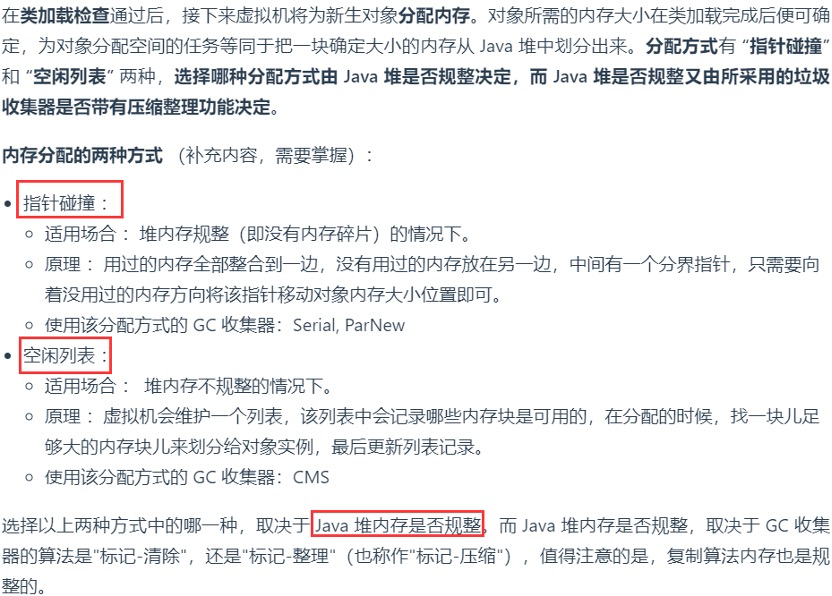 在类加载检查通过后，接下来虚拟机将为新生对象分配内存。对象所需的内存大小在类加载完成后便可确
定，为对象分配空间的任务等同于把一块确定大小的内存从 Java 堆中划分出来。分配方式有 “指针碰撞”
和 “空闲列表” 两种，选择哪种分配方式由 Java 堆是否规整决定，而 Java 堆是否规整又由所采用的垃圾
收集器是否带有压缩整理功能决定。
内存分配的两种方式 （补充内容，需要掌握）：
• 指针碰撞 ：
○ 适用场合 ：堆内存规整（即没有内存碎片）的情况下。
○ 原理 ：用过的内存全部整合到一边，没有用过的内存放在另一边，中间有一个分界指针，只需要向
着没用过的内存方向将该指针移动对象内存大小位置即可。
○ 使用该分配方式的 GC 收集器：Serial, ParNew
• 空闲列表 ：
○ 适用场合 ： 堆内存不规整的情况下。
○ 原理 ：虚拟机会维护一个列表，该列表中会记录哪些内存块是可用的，在分配的时候，找一块儿足
够大的内存块儿来划分给对象实例，最后更新列表记录。
○ 使用该分配方式的 GC 收集器：CMS
选择以上两种方式中的哪一种，取决于 Java 堆内存是否规整。而 Java 堆内存是否规整，取决于 GC 收集
器的算法是"标记-清除"，还是"标记-整理"（也称作"标记-压缩"），值得注意的是，复制算法内存也是规
整的。